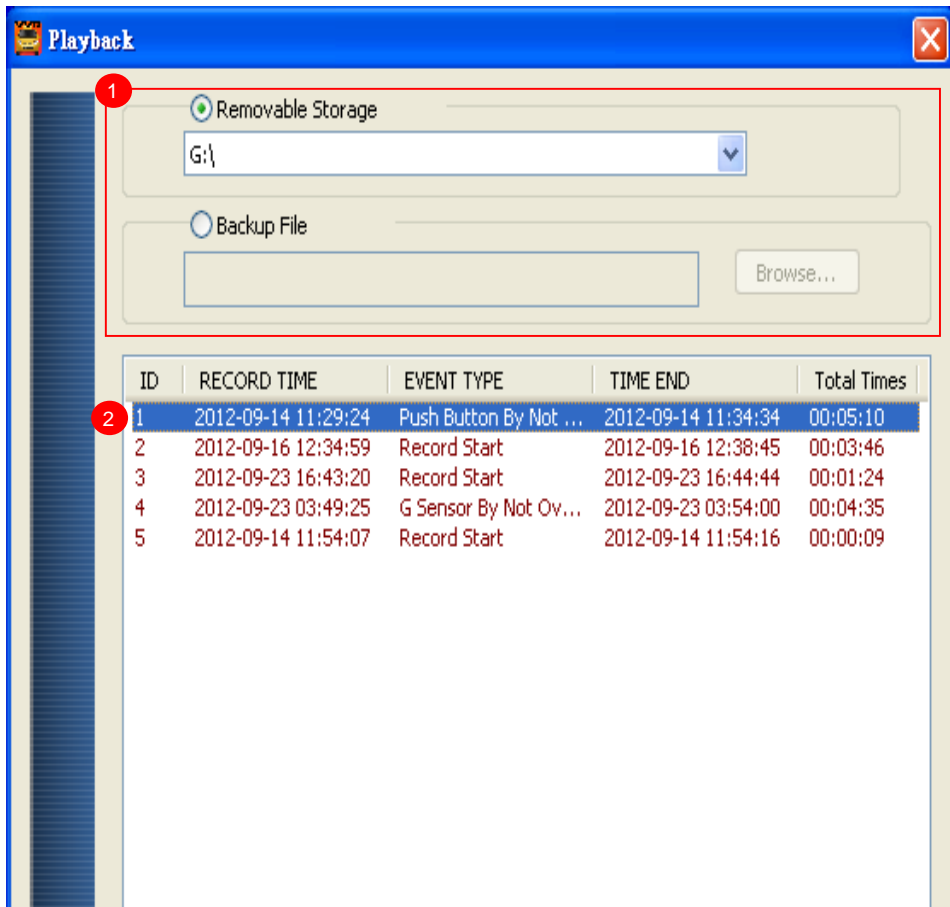 Playback
1
Removable Storage
G:\
Backup File
Browse...
ID RECORD TIME EVENT TYPE TIME END Total Times
2
1 2012-09-14 11:29:24 Push Button By Not ... 2012-09-14 11:34:34 00:05:10
2 2012-09-16 12:34:59 Record Start 2012-09-16 12:38:45 00:03:46
3 2012-09-23 16:43:20 Record Start 2012-09-23 16:44:44 00:01:24
4 2012-09-23 03:49:25 G Sensor By Not Ov... 2012-09-23 03:54:00 00:04:35
5 2012-09-14 11:54:07 Record Start 2012-09-14 11:54:16 00:00:09